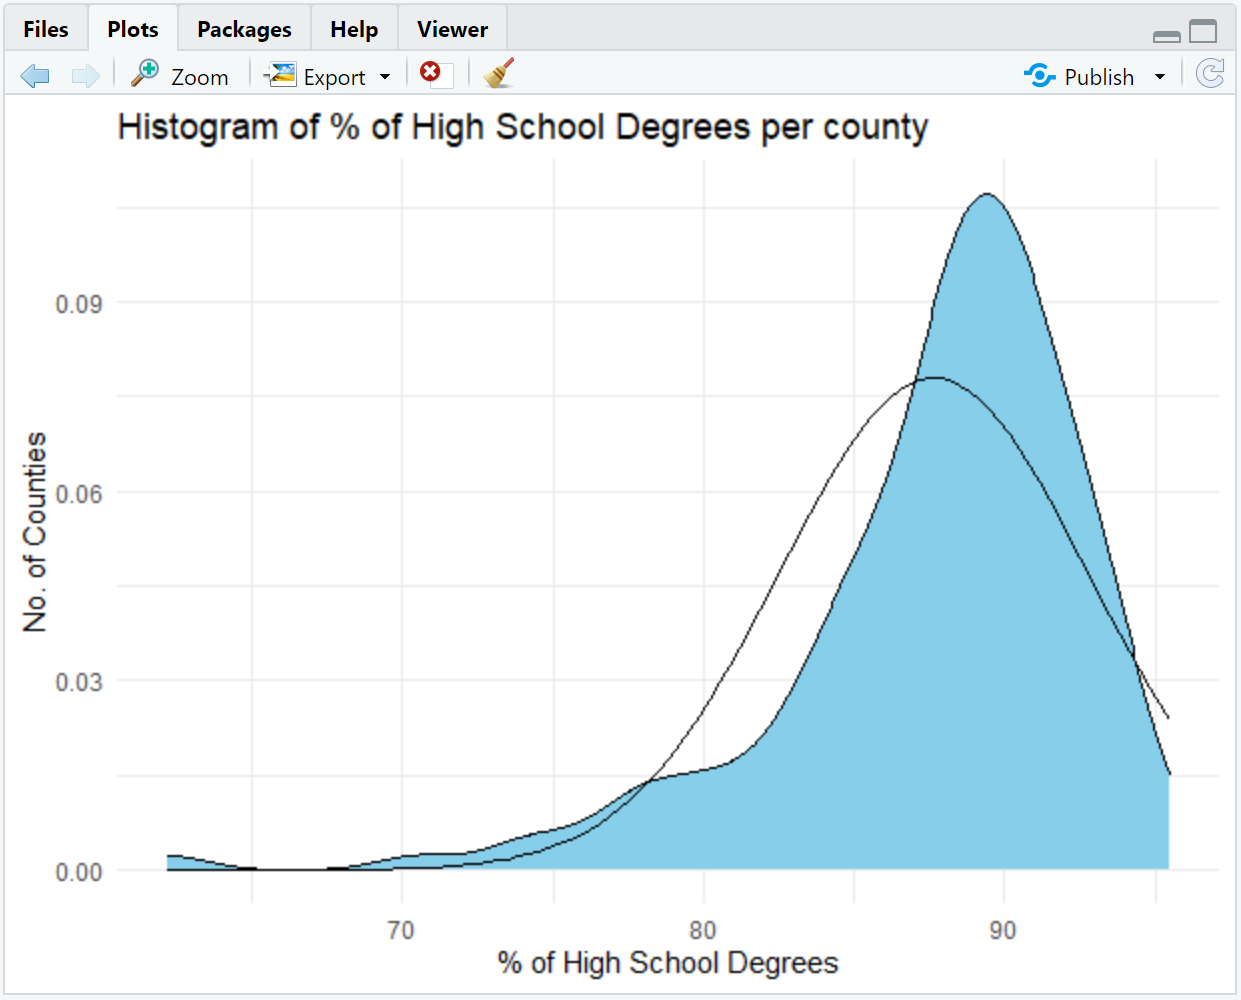 Files Plots Packages Help Viewer
Zoom Export Publish
Histogram of % of High School Degrees per county
No. of Counties
0.09
0.06
0.03
0.00
70 80 90
% of High School Degrees